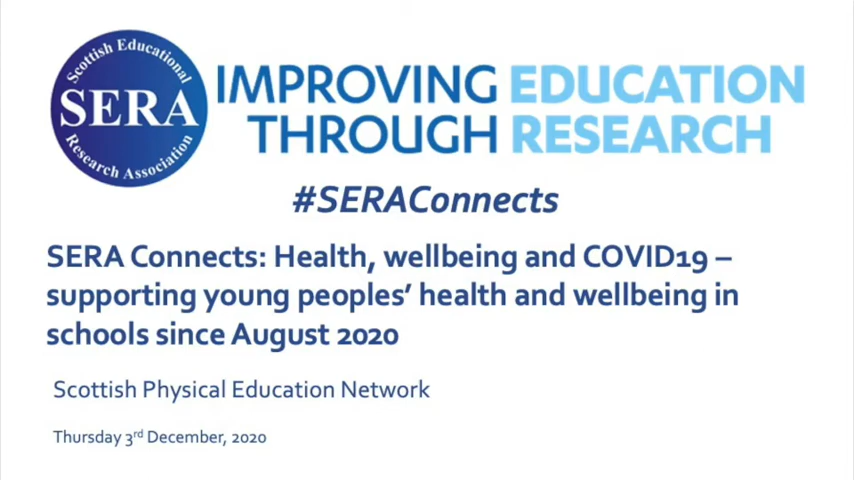 Scottish Educational
SERA
Research Association
IMPROVING EDUCATION
THROUGH RESEARCH
#SERAConnects
SERA Connects: Health, wellbeing and COVID19 –
supporting young peoples’ health and wellbeing in
schools since August 2020
Scottish Physical Education Network
Thursday 3rd December, 2020